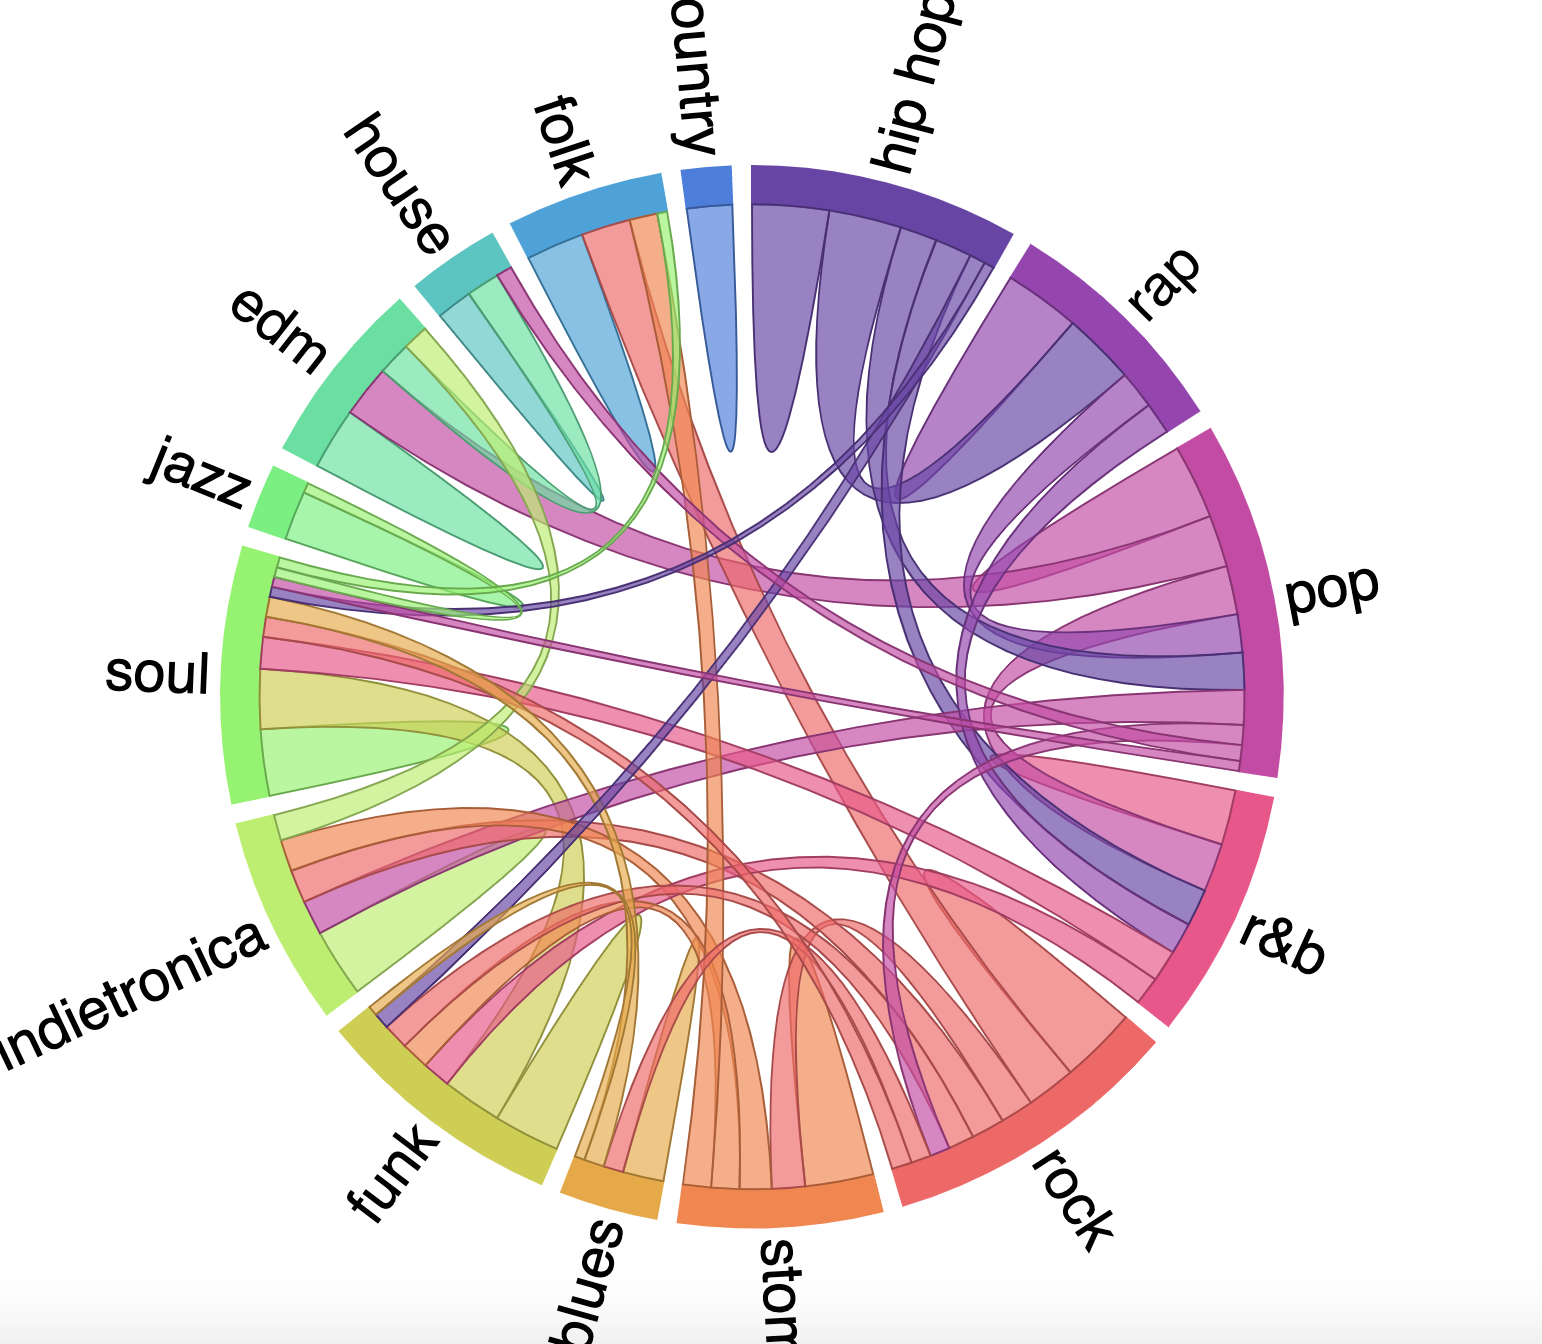 ountry
hip hop
folk
house
rap
edm
jazz
pop
soul
r&b
indietronica
funk
rock
blues
stom